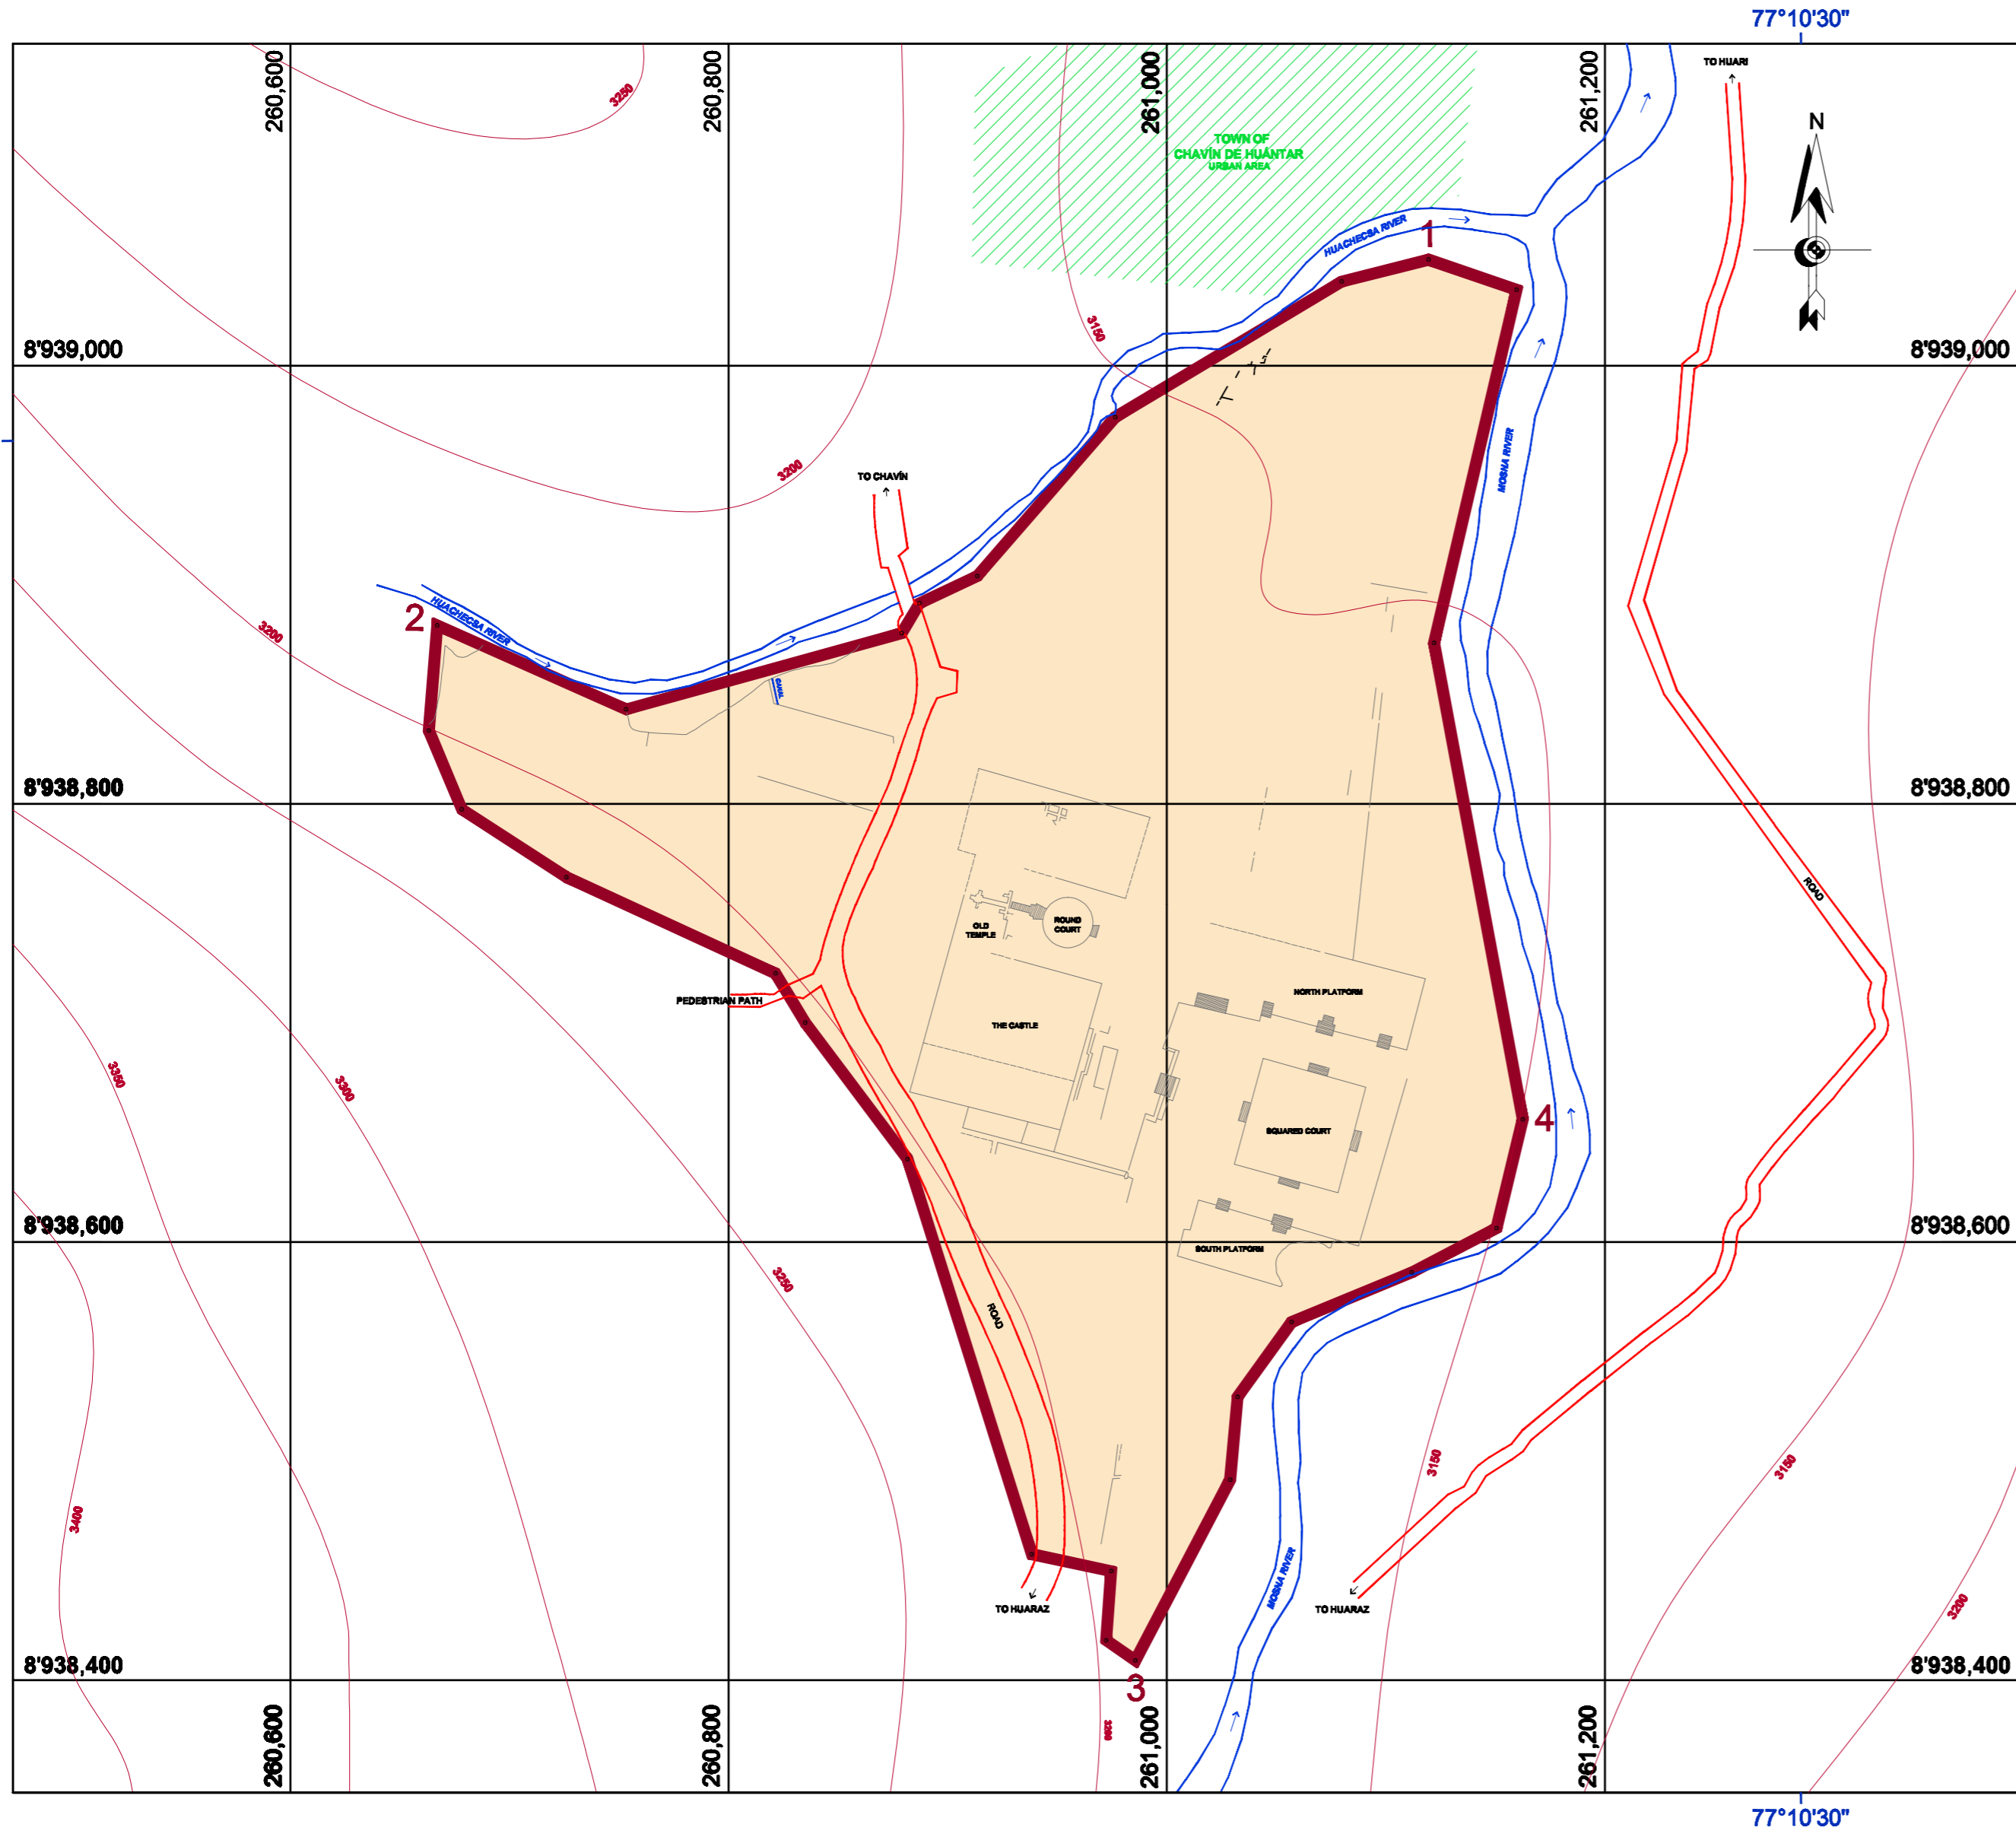 77°10'30"
260,600
260,800
261,000
261,200
TO HUARI
3250
N
TOWN OF
CHAVÍN DE HUÁNTAR
URBAN AREA
HUACHECSA RIVER
1
3150
8'939,000
8'939,000
3200
TO CHAVÍN
MOSNA RIVER
2
HUACHECSA RIVER
3200
CANAL
8'938,800
8'938,800
ROAD
OLD
TEMPLE
ROUND
COURT
PEDESTRIAN PATH
NORTH PLATFORM
THE CASTLE
3350
3300
4
SQUARED COURT
8'938,600
8'938,600
SOUTH PLATFORM
3250
ROAD
3150
3150
3400
MOSNA RIVER
TO HUARAZ
TO HUARAZ
3200
8'938,400
8'938,400
3
3200
260,600
260,800
261,000
261,200
77°10'30"